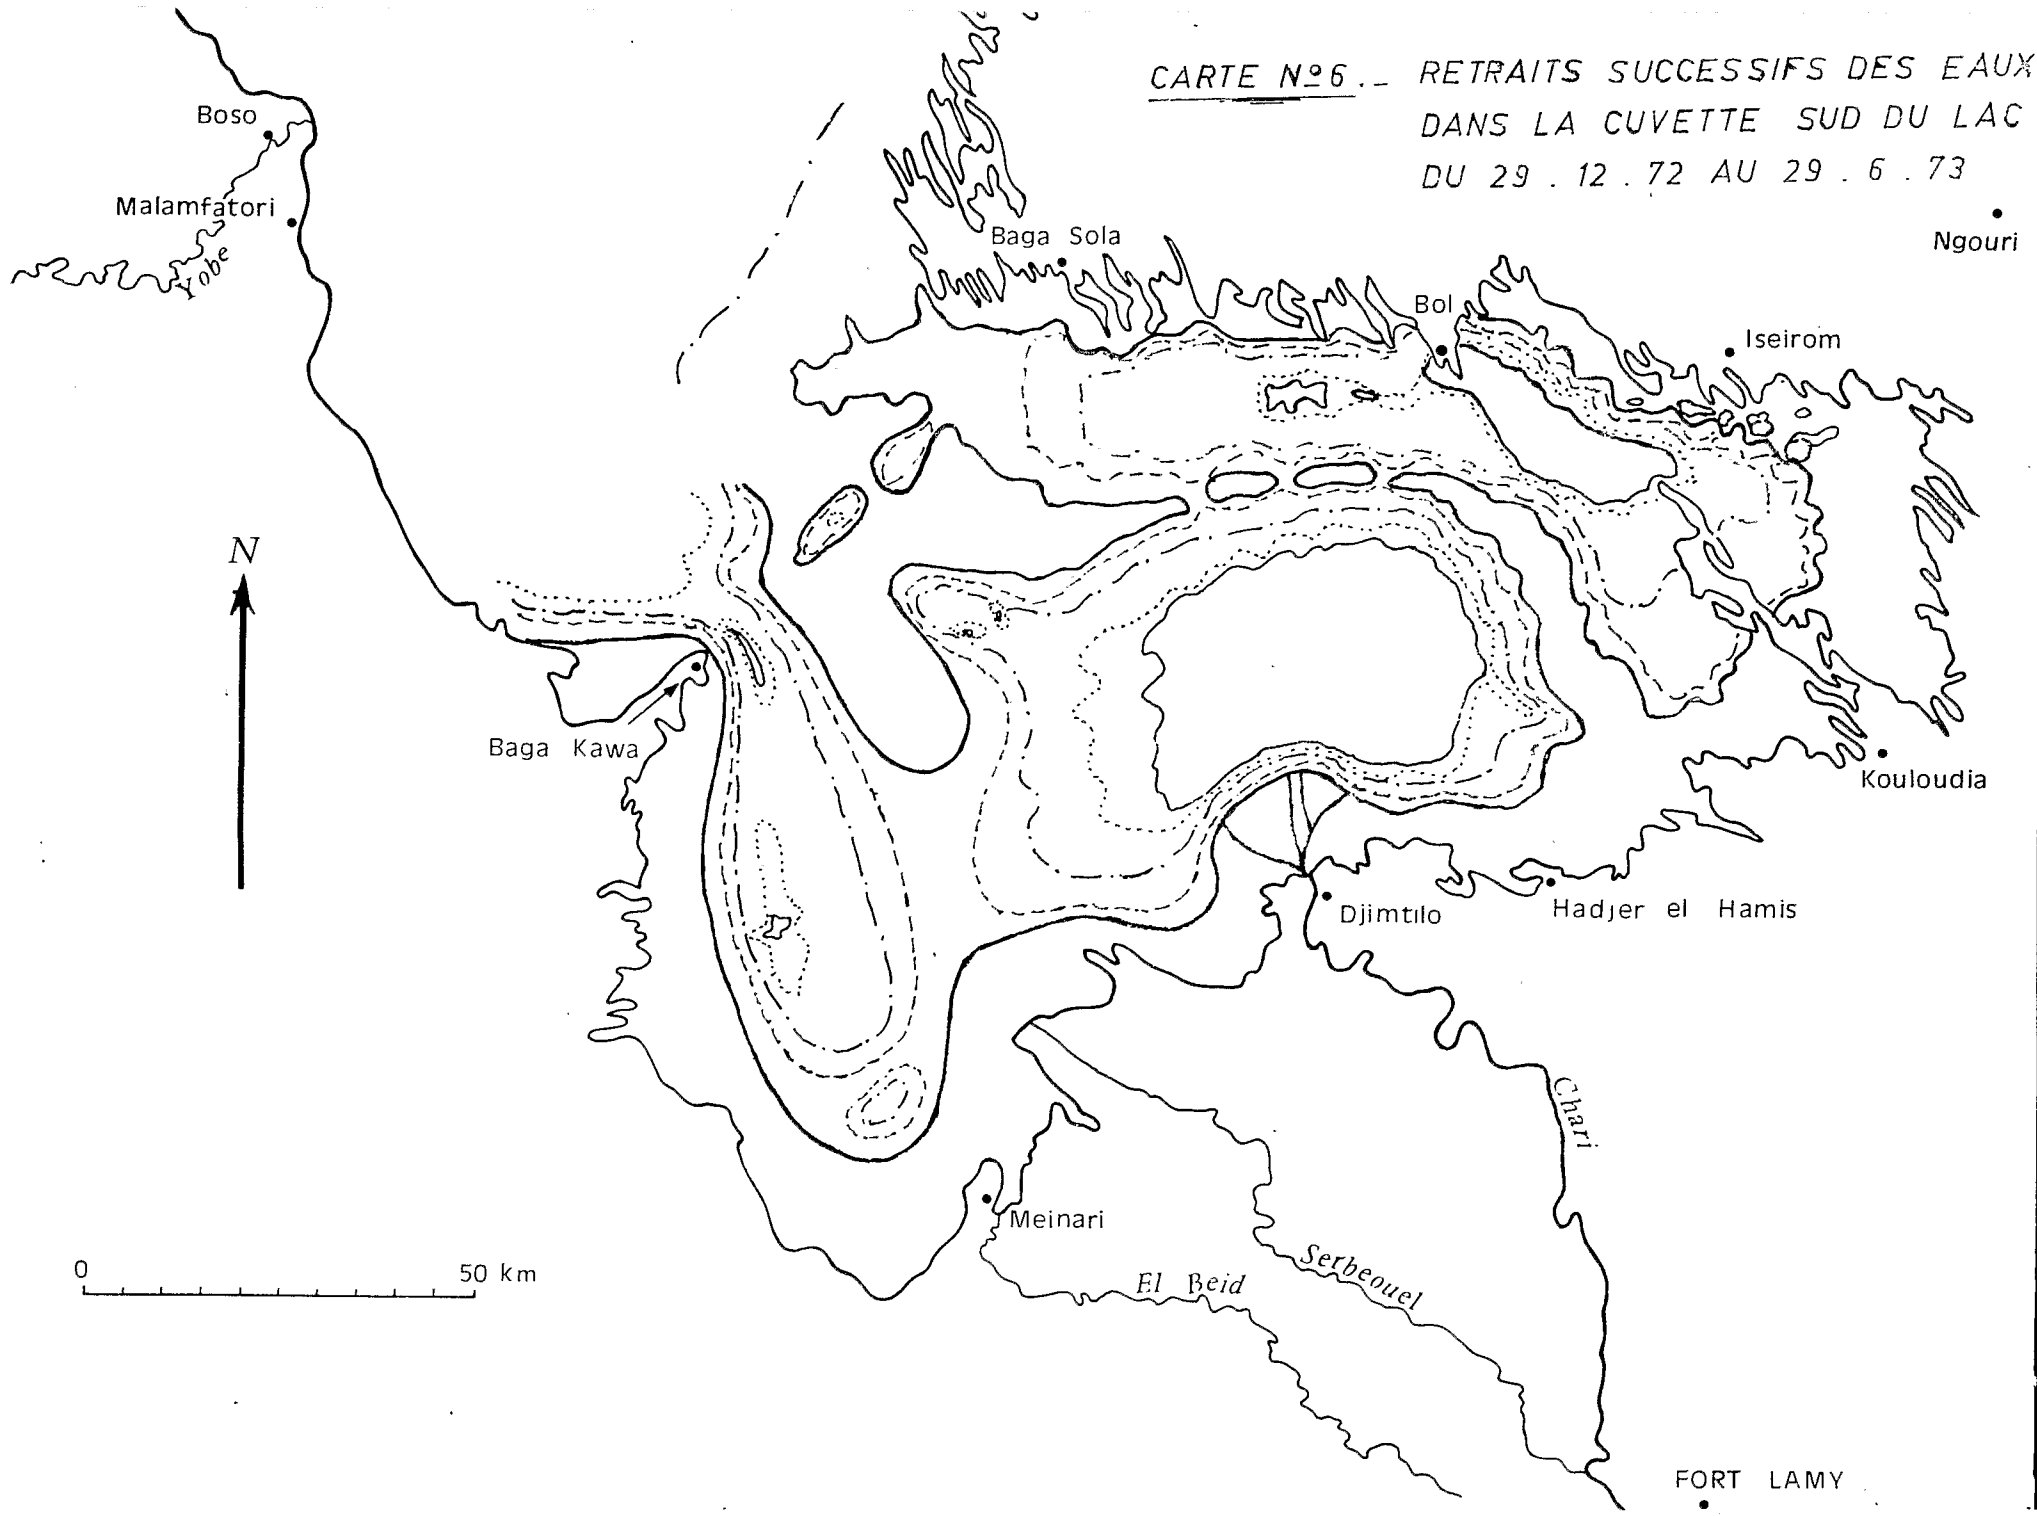 CARTE Nº6._ RETRAITS SUCCESSIFS DES EAUX
DANS LA CUVETTE SUD DU LAC
DU 29.12.72 AU 29.6.73
Boso
Malamfatori
Yobe
Baga Sola
Ngouri
Bol
Iseirom
N
Baga Kawa
Kouloudia
Djimtilo
Hadjer el Hamis
Chari
Meinari
0 50 km
El Beid
Serbeouel
FORT LAMY